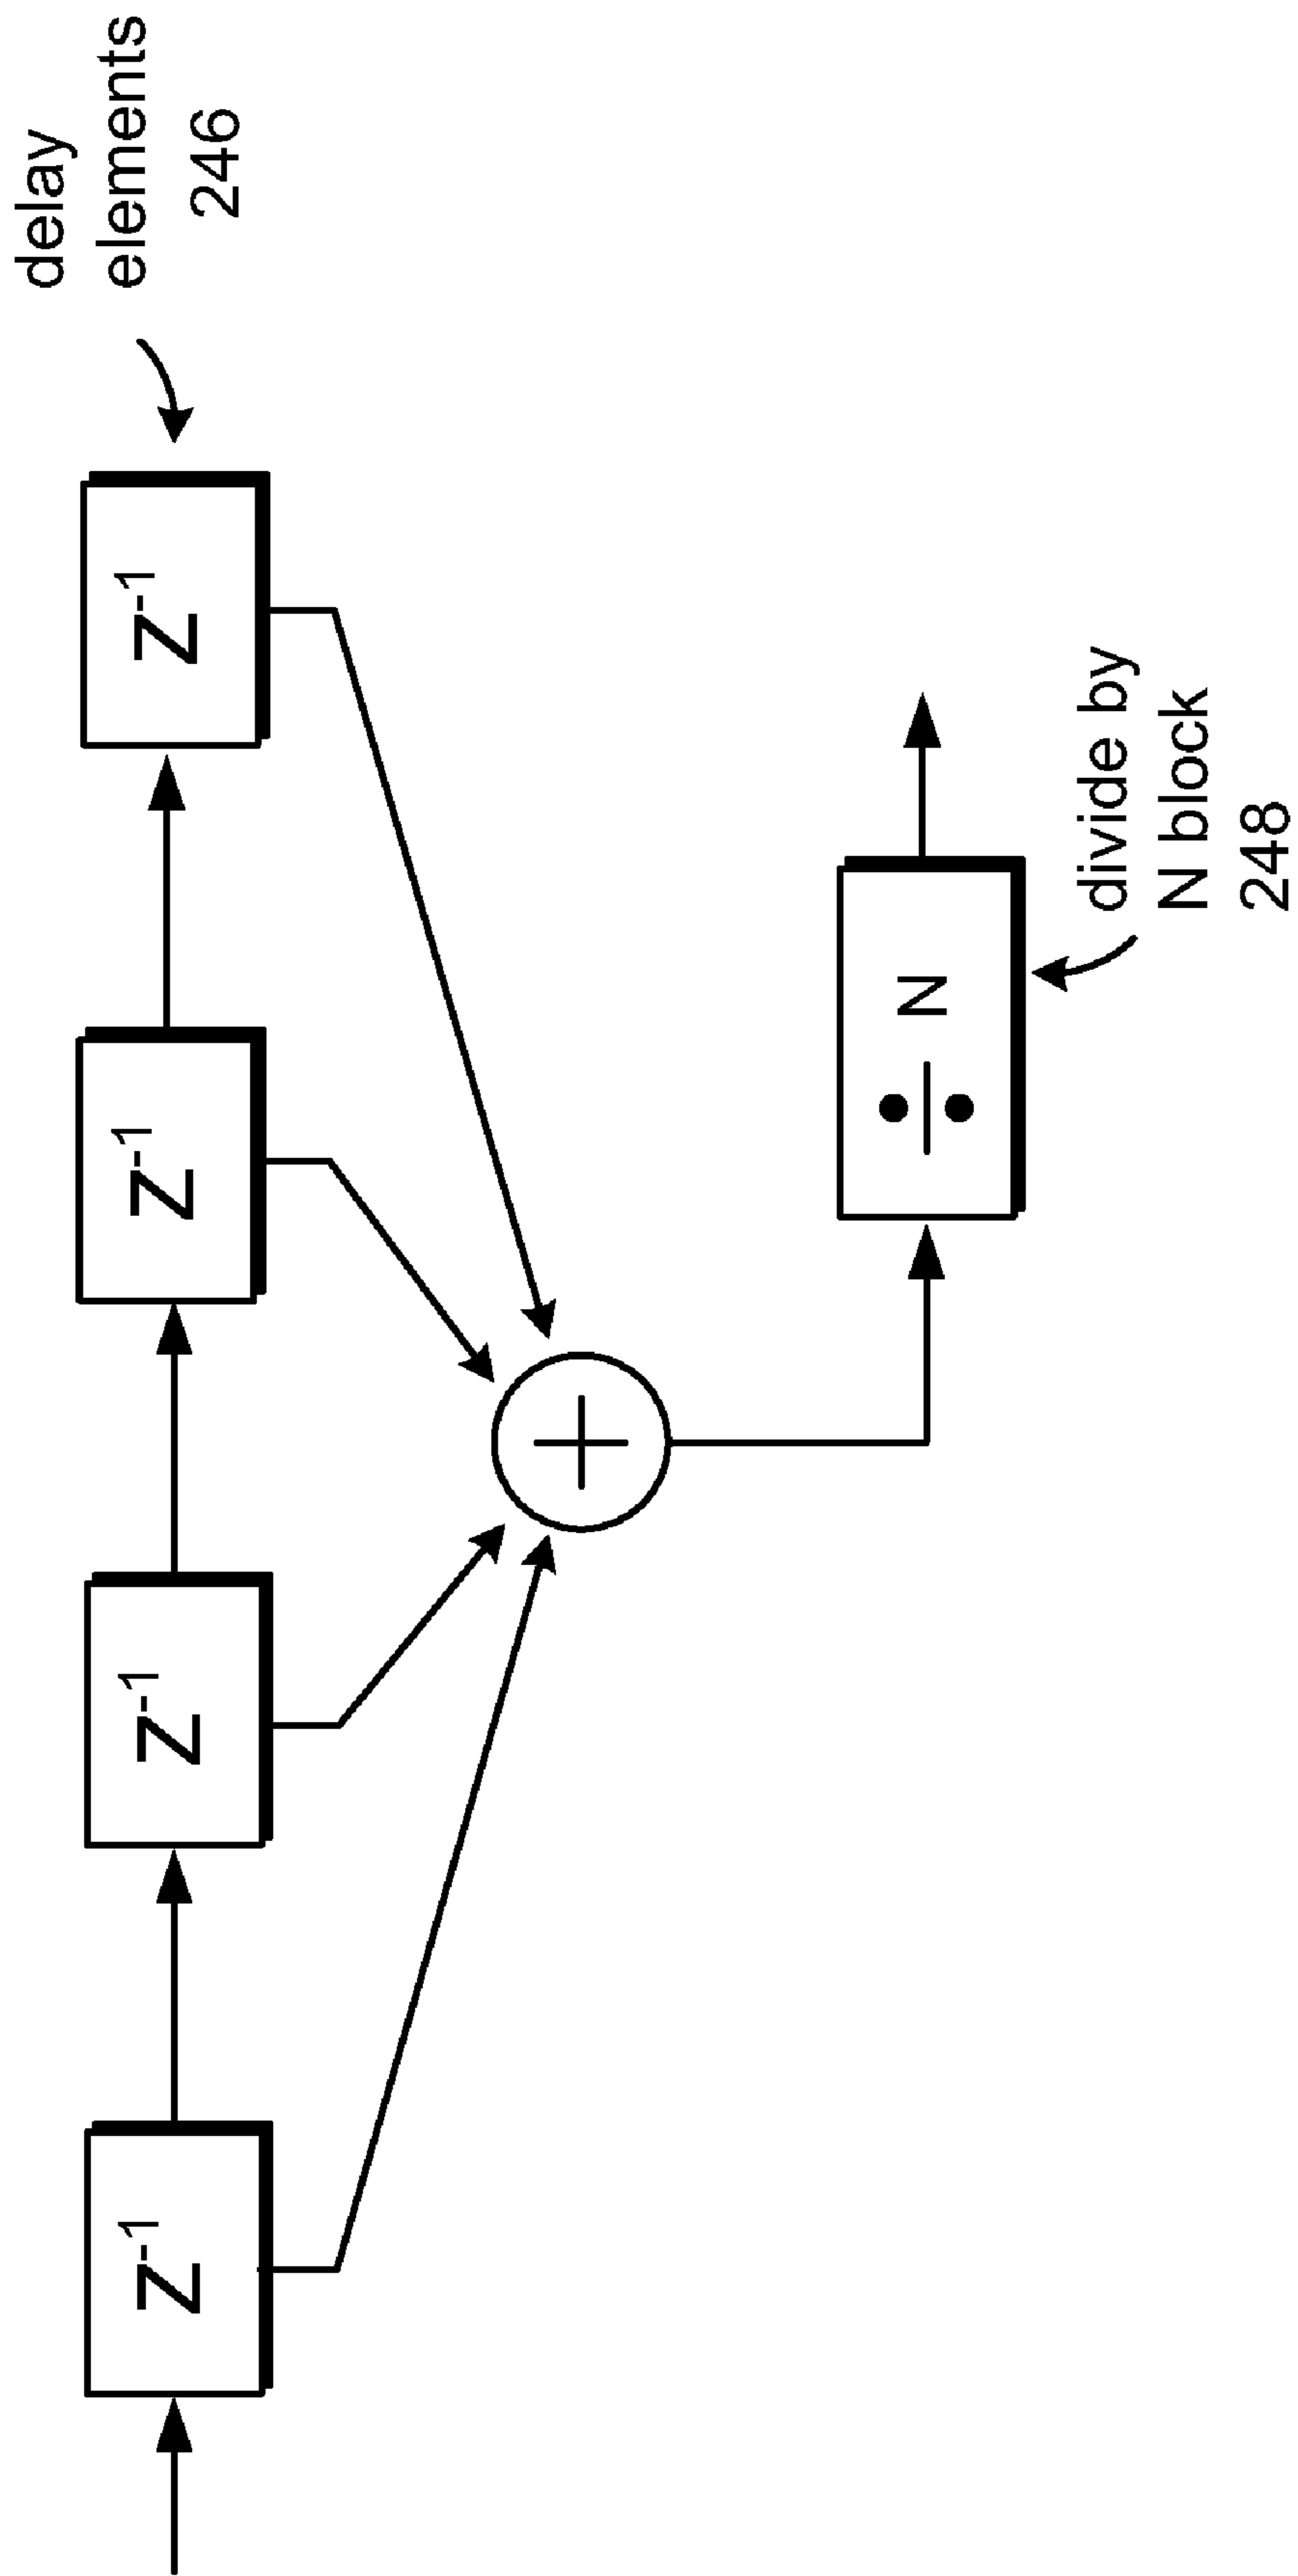 delay
elements
246
Z⁻¹
Z⁻¹
Z⁻¹
Z⁻¹
+
÷ N
divide by
N block
248